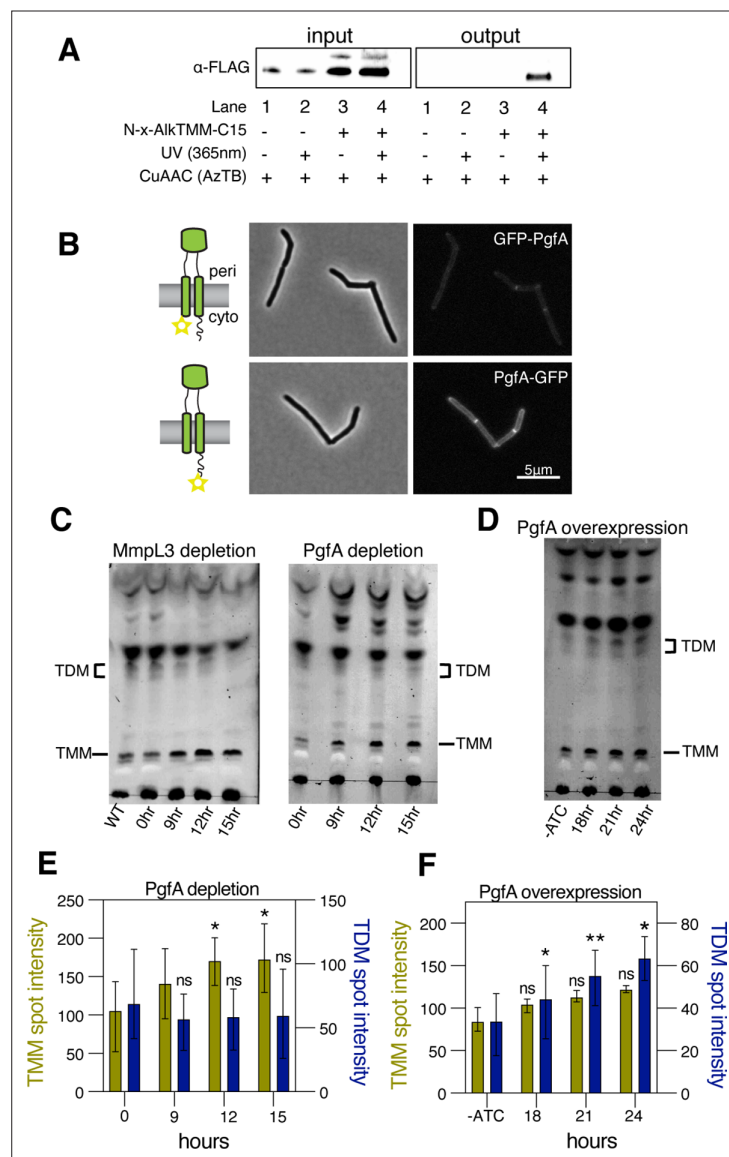 A
input output
α-FLAG
Lane 1 2 3 4 1 2 3 4
N-x-AlkTMM-C15 - - + + - - + +
UV (365nm) - + - + - + - +
CuAAC (AzTB) + + + + + + + +
B
peri
cyto
GFP-PgfA
PgfA-GFP
5µm
C
MmpL3 depletion
PgfA depletion
TDM
TMM
WT 0hr 9hr 12hr 15hr
0hr 9hr 12hr 15hr
TDM
TMM
D
PgfA overexpression
TDM
TMM
-ATC 18hr 21hr 24hr
E
PgfA depletion
TMM spot intensity
250
200
150
100
50
0
* *
ns ns ns
150
100
50
0
TDM spot intensity
0 9 12 15
hours
F
PgfA overexpression
TMM spot intensity
200
150
100
50
0
ns * ns ** ns *
80
60
40
20
0
TDM spot intensity
-ATC 18 21 24
hours